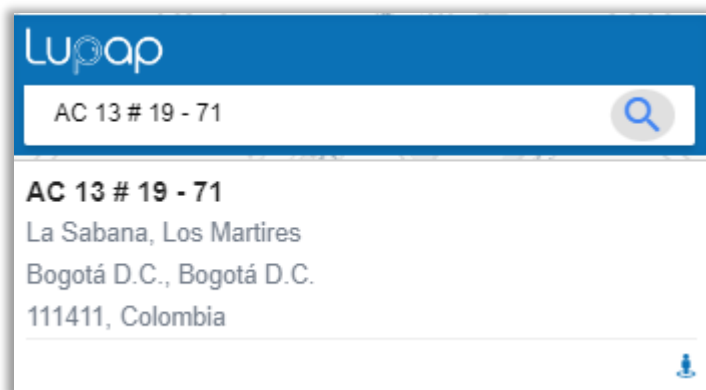 Lupap
AC 13 # 19 - 71
AC 13 # 19 - 71
La Sabana, Los Martires
Bogotá D.C., Bogotá D.C.
111411, Colombia